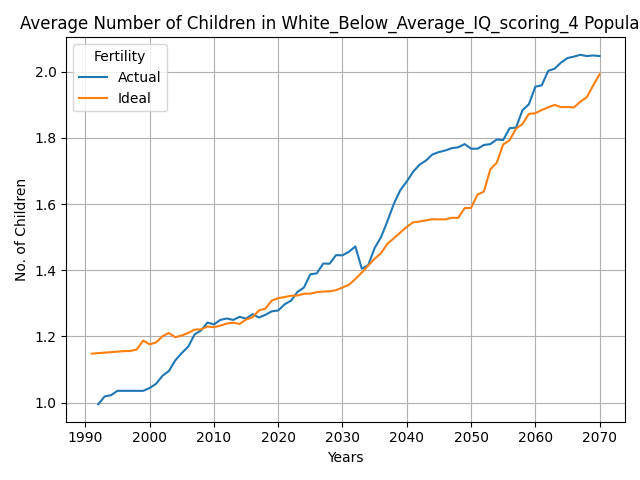 Average Number of Children in White_Below_Average_IQ_scoring_4 Popula
Fertility
Actual
Ideal
No. of Children
2.0
1.8
1.6
1.4
1.2
1.0
1990 2000 2010 2020 2030 2040 2050 2060 2070
Years